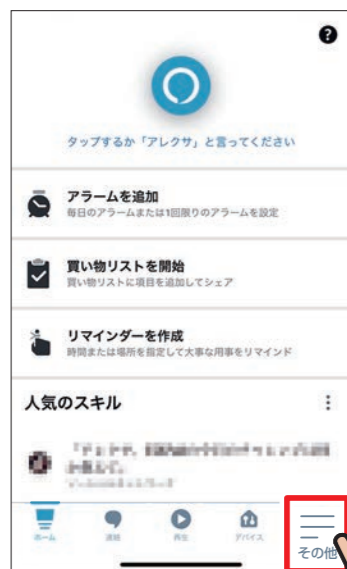 ?
タップするか「アレクサ」と言ってください
アラームを追加
毎日のアラームまたは1回限りのアラームを設定
買い物リストを開始
買い物リストに項目を追加してシェア
リマインダーを作成
時間または場所を指定して大事な用事をリマインド
人気のスキル
ホーム
連絡
再生
デバイス
その他